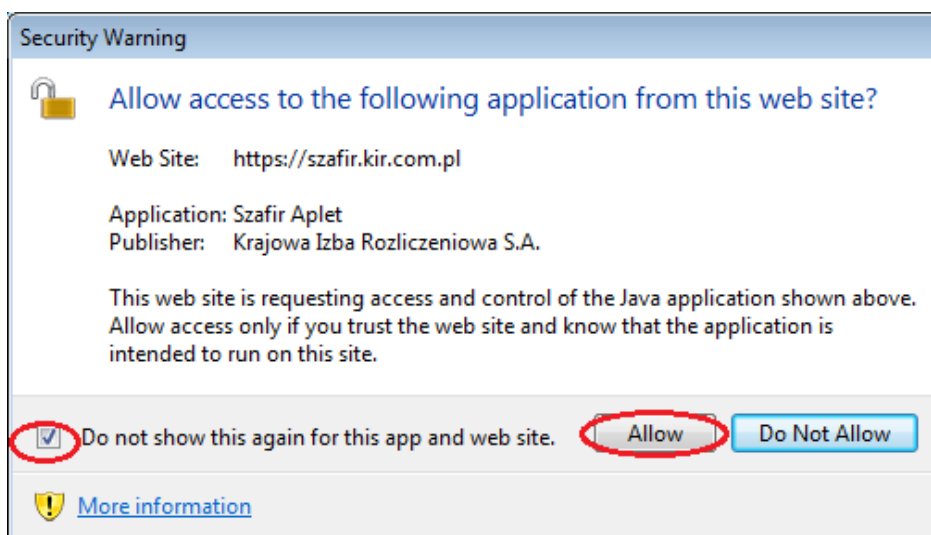 Security Warning
Allow access to the following application from this web site?
Web Site: https://szafir.kir.com.pl
Application: Szafir Aplet
Publisher: Krajowa Izba Rozliczeniowa S.A.
This web site is requesting access and control of the Java application shown above.
Allow access only if you trust the web site and know that the application is
intended to run on this site.
Do not show this again for this app and web site. Allow Do Not Allow
More information